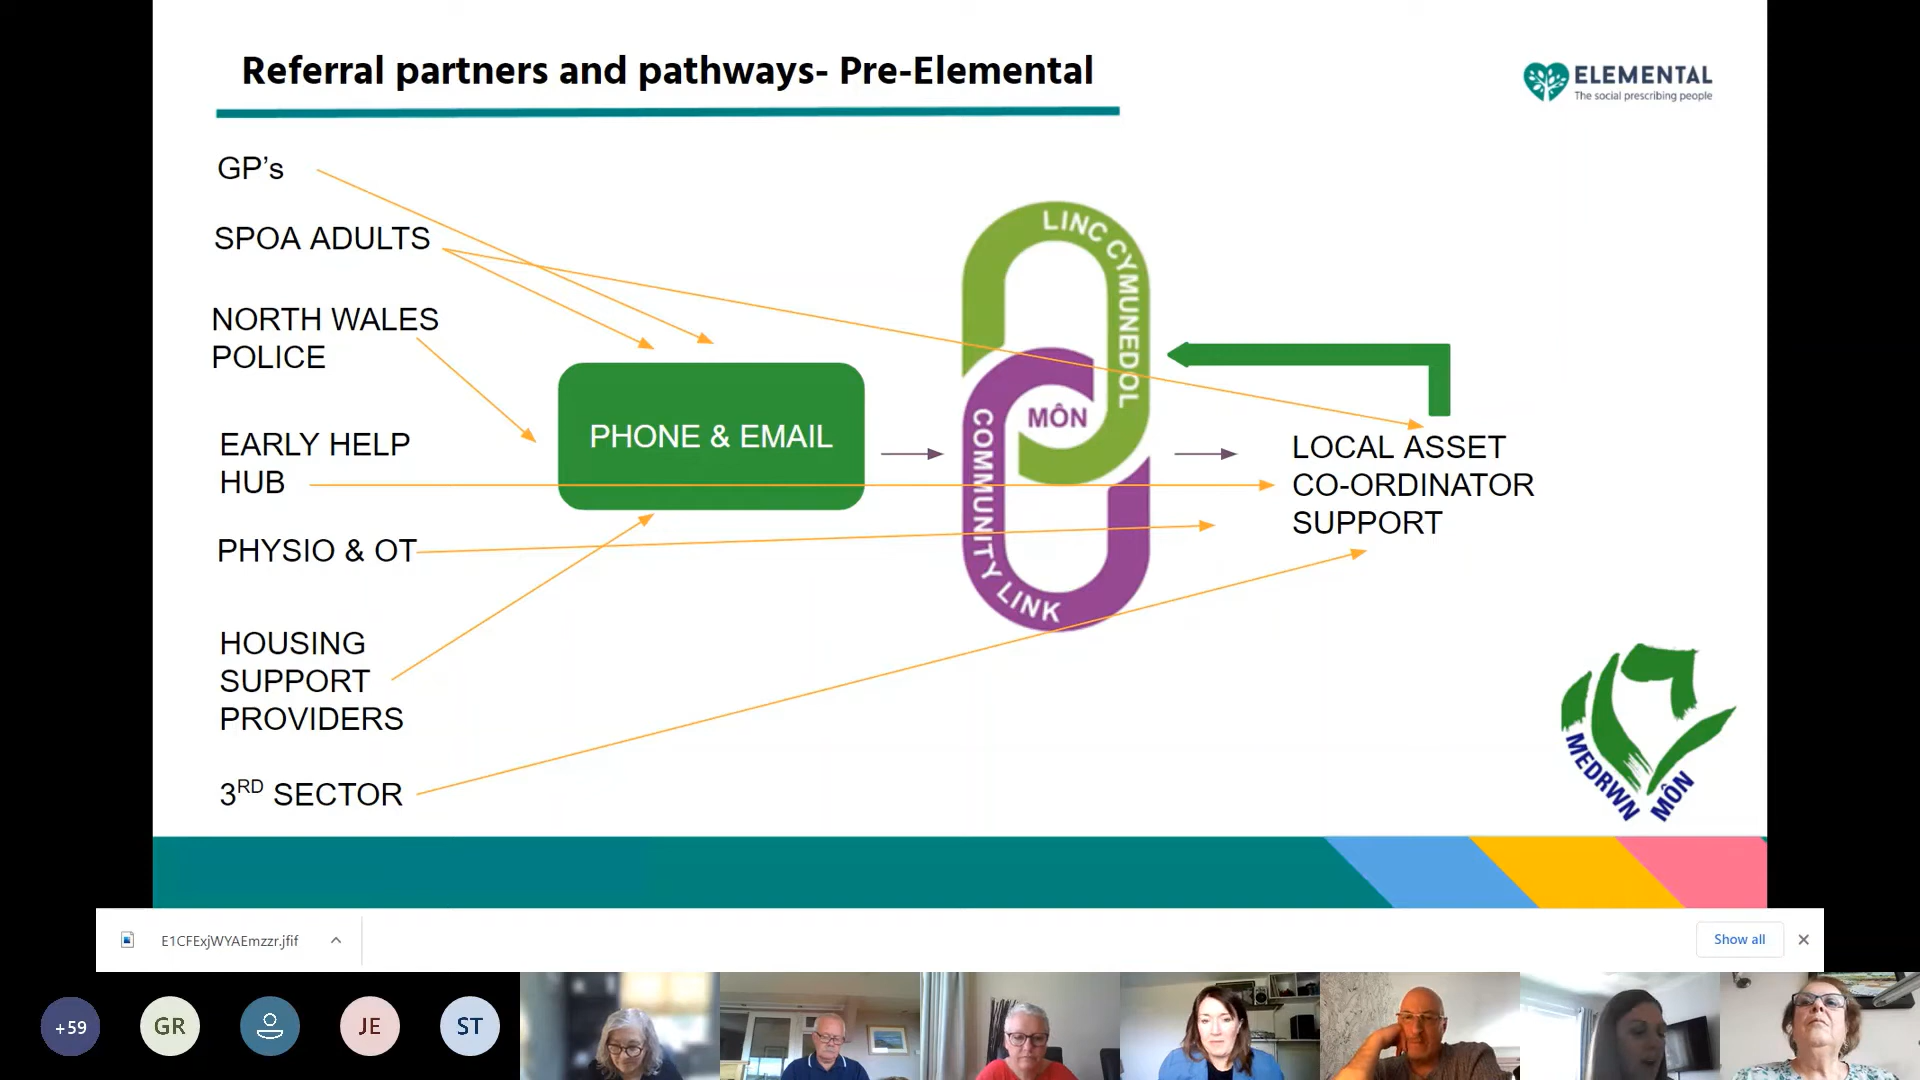 Referral partners and pathways- Pre-Elemental
ELEMENTAL
The social prescribing people
GP's
SPOA ADULTS
NORTH WALES
POLICE
EARLY HELP
HUB
PHYSIO & OT
HOUSING
SUPPORT
PROVIDERS
3RD SECTOR
PHONE & EMAIL
LINC CYMUNEDOL
MÔN
COMMUNITY LINK
LOCAL ASSET
CO-ORDINATOR
SUPPORT
MEDRWN
MÔN
E1CFExjWYAEmzzr.jfif
Show all
+59
GR
JE
ST